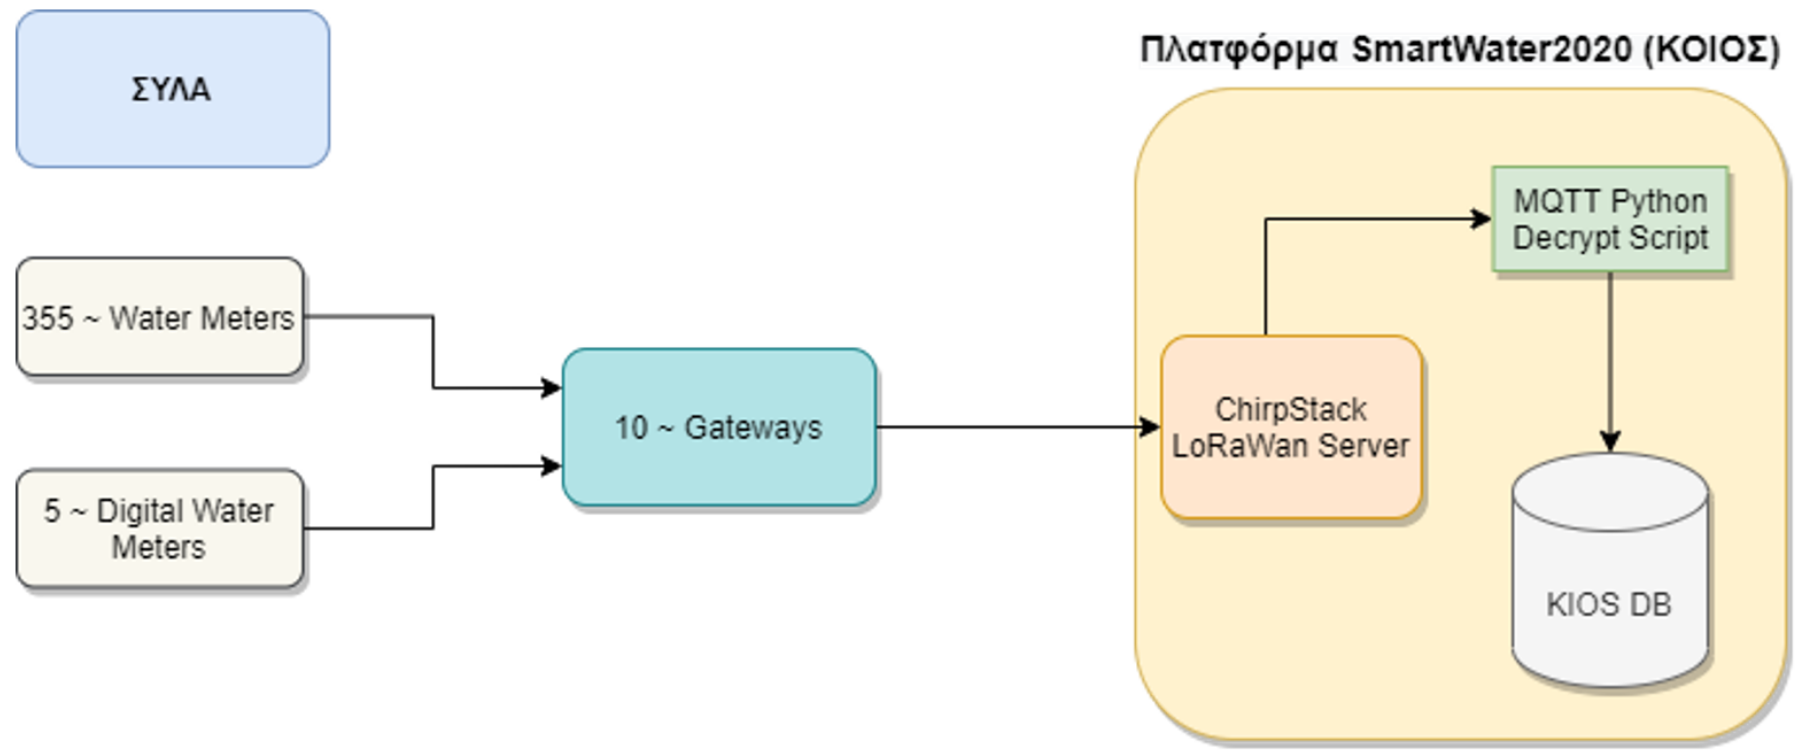 ΣΥΛΑ
Πλατφόρμα SmartWater2020 (ΚΟΙΟΣ)
355 ~ Water Meters
5 ~ Digital Water
Meters
10 ~ Gateways
ChirpStack
LoRaWan Server
MQTT Python
Decrypt Script
KIOS DB